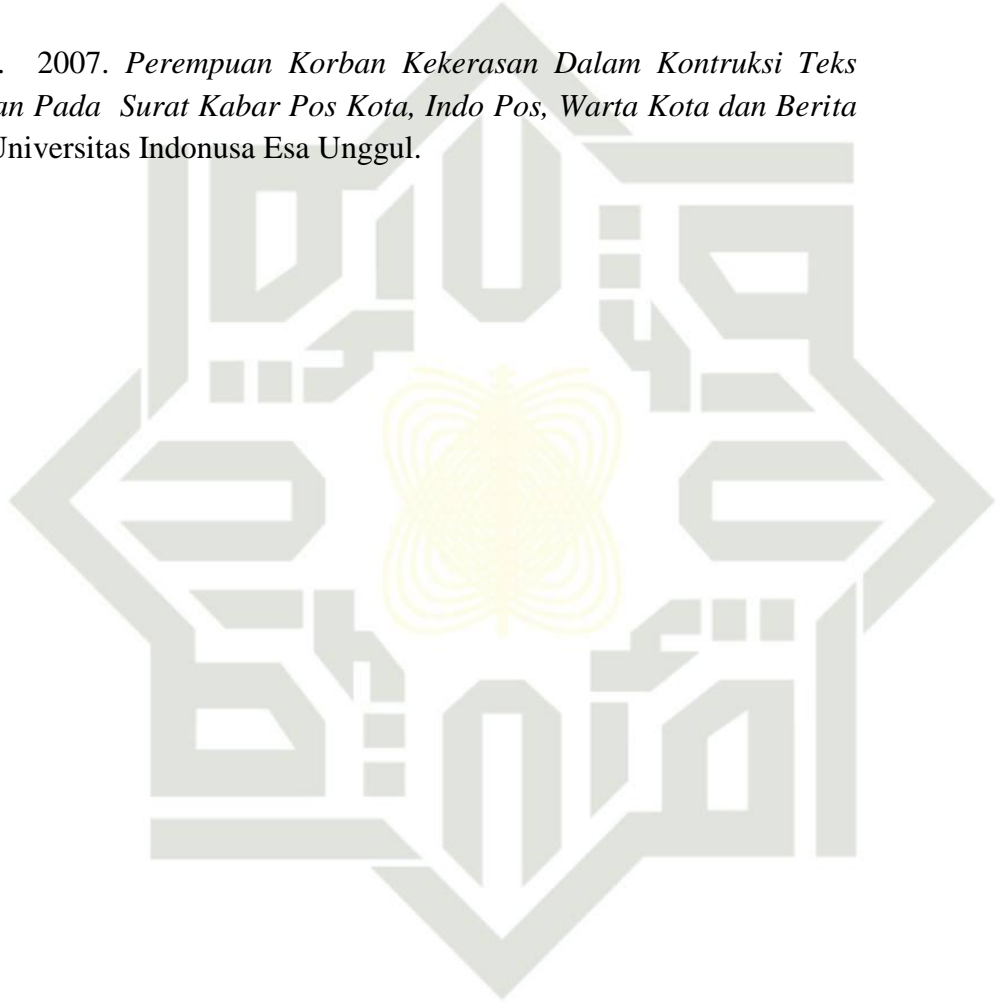 . 2007. Perempuan Korban Kekerasan Dalam Kontruksi Teks
an Pada Surat Kabar Pos Kota, Indo Pos, Warta Kota dan Berita
Universitas Indonusa Esa Unggul.